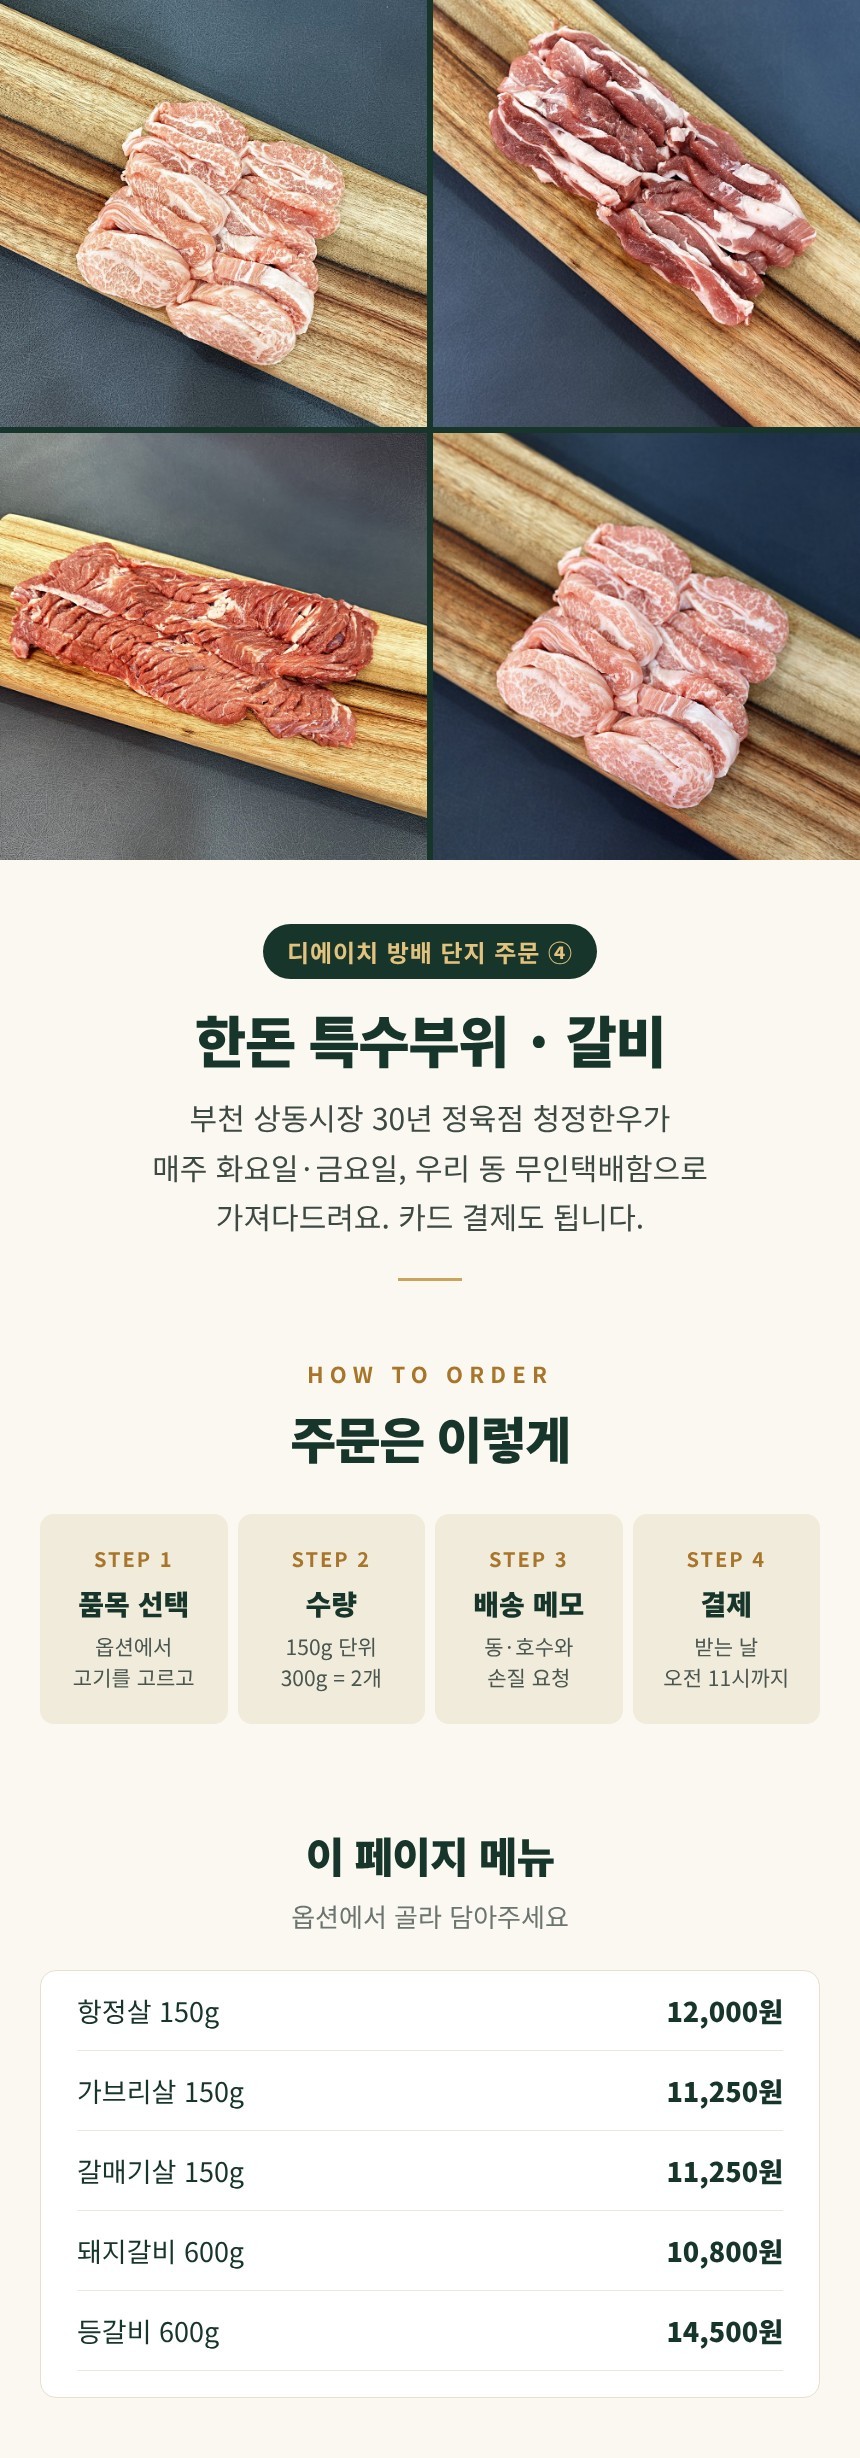 디에이치 방배 단지 주문 ④
한돈 특수부위 · 갈비
부천 상동시장 30년 정육점 청정한우가
매주 화요일·금요일, 우리 동 무인택배함으로
가져다드려요. 카드 결제도 됩니다.
HOW TO ORDER
주문은 이렇게
STEP 1
품목 선택
옵션에서
고기를 고르고
STEP 2
수량
150g 단위
300g = 2개
STEP 3
배송 메모
동·호수와
손질 요청
STEP 4
결제
받는 날
오전 11시까지
이 페이지 메뉴
옵션에서 골라 담아주세요
항정살 150g 12,000원
가브리살 150g 11,250원
갈매기살 150g 11,250원
돼지갈비 600g 10,800원
등갈비 600g 14,500원